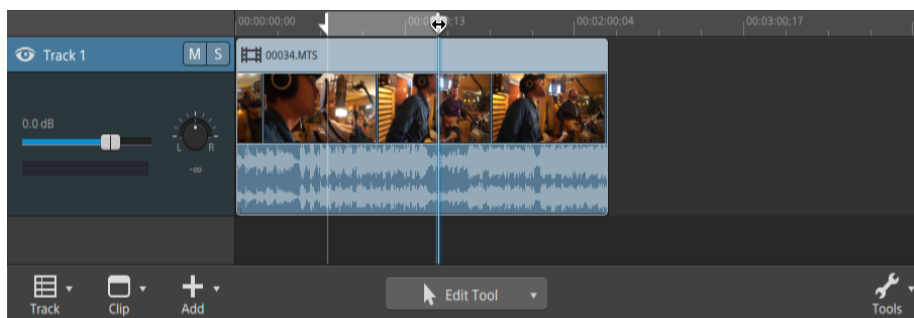 00:00:00;00
00:02:00;04
00:03:00;17
Track 1
M S
00034.MTS
0.0 dB
L R
-∞
Track
Clip
Add
Edit Tool
Tools